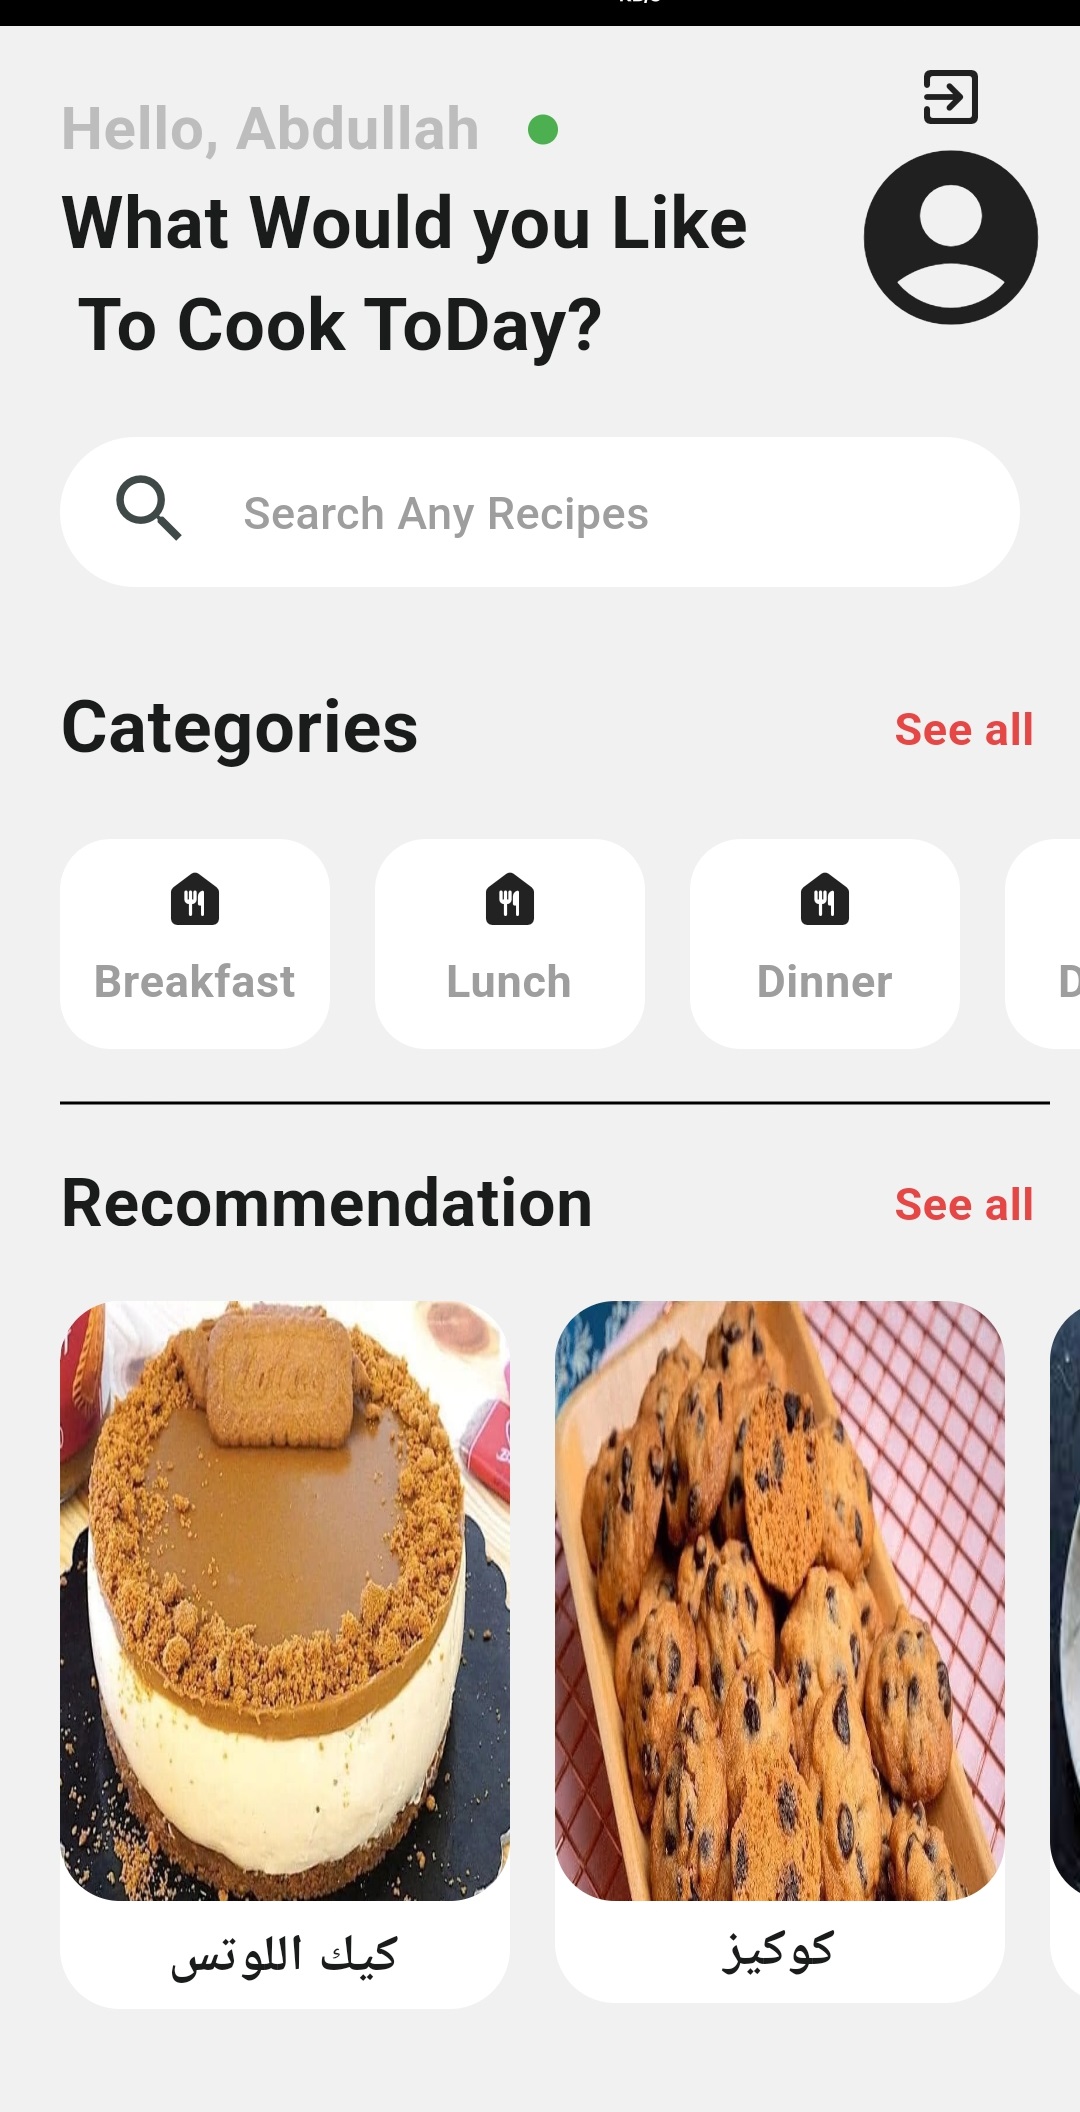 Hello, Abdullah
What Would you Like
To Cook ToDay?
Search Any Recipes
Categories
See all
Breakfast
Lunch
Dinner
D
Recommendation
See all
كيك اللوتس
كوكيز